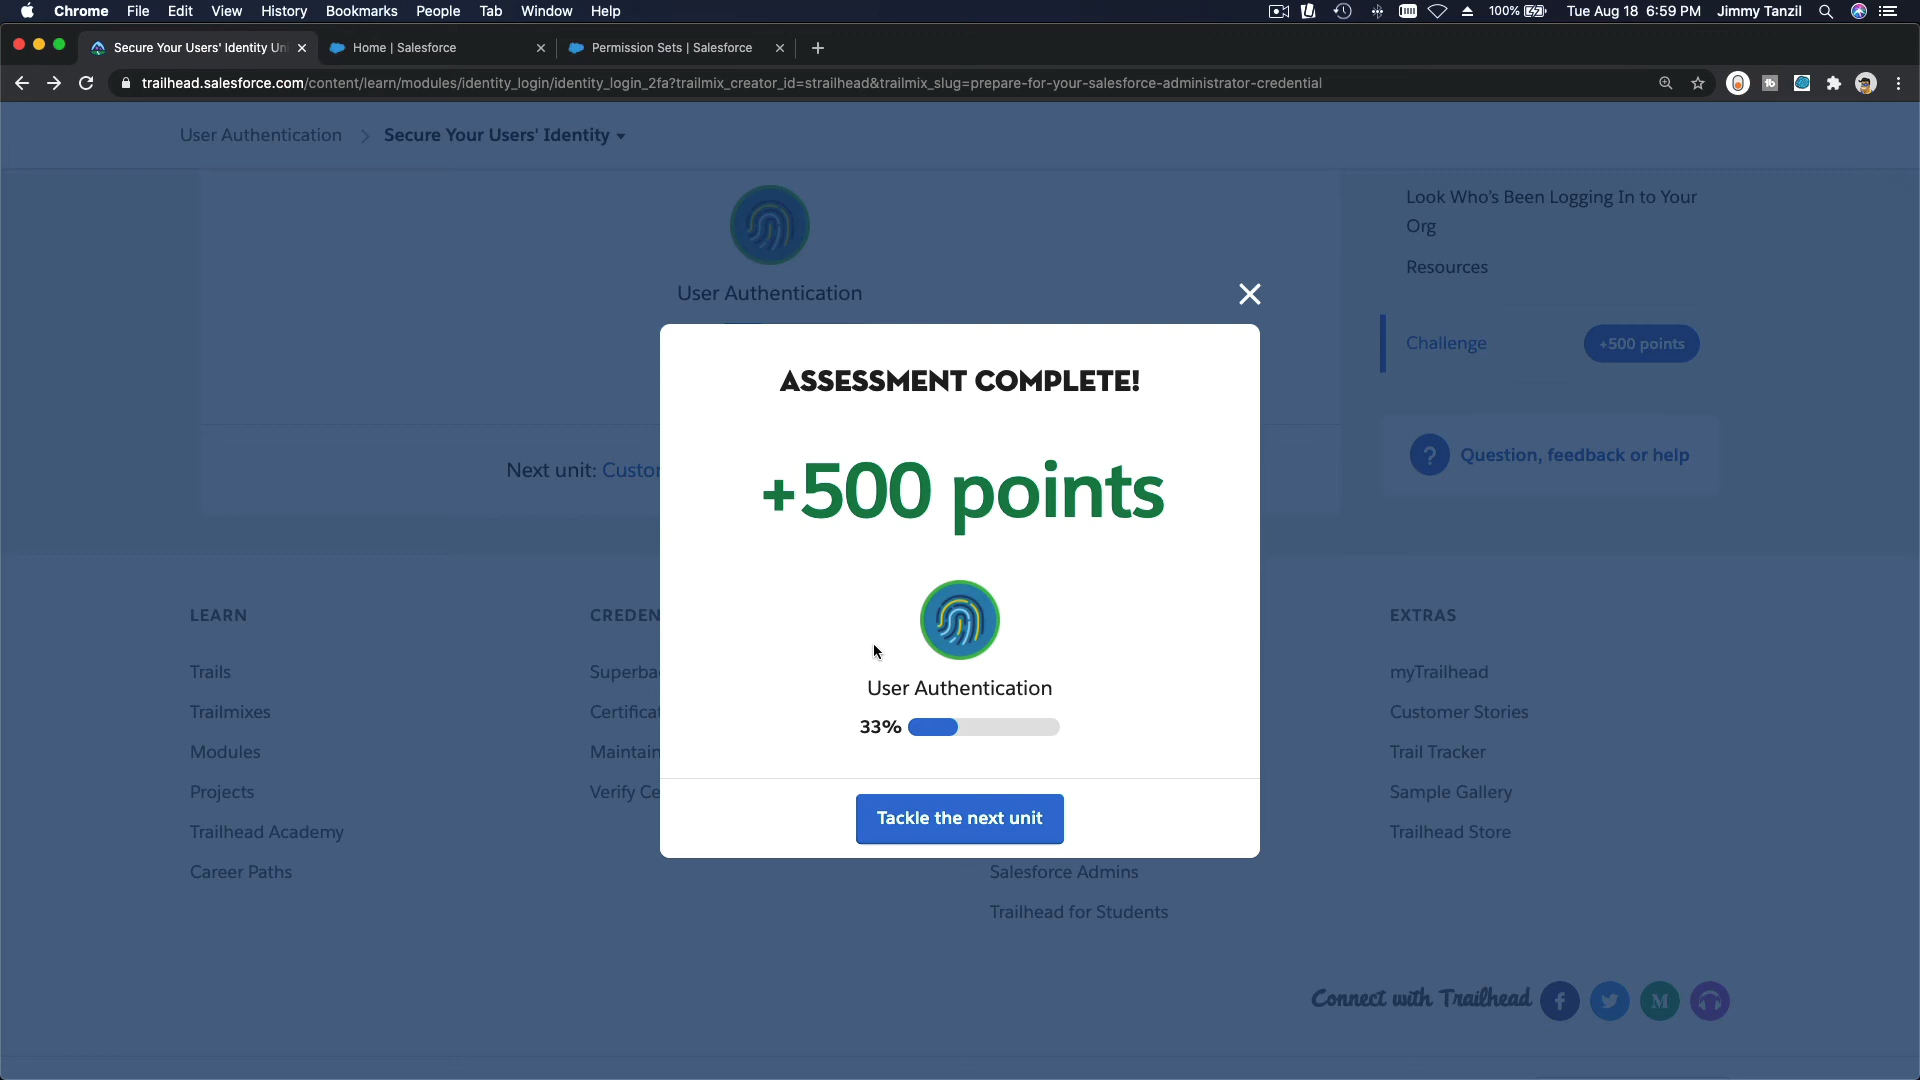 Chrome File Edit View History Bookmarks People Tab Window Help 100% Tue Aug 18 6:59 PM Jimmy Tanzil
Secure Your Users' Identity Un Home | Salesforce Permission Sets | Salesforce
trailhead.salesforce.com/content/learn/modules/identity_login/identity_login_2fa?trailmix_creator_id=strailhead&trailmix_slug=prepare-for-your-salesforce-administrator-credential
User Authentication Secure Your Users' Identity
Look Who's Been Logging In to Your
Org
Resources
User Authentication
Challenge +500 points
ASSESSMENT COMPLETE!
? Question, feedback or help
Next unit: Custo
+500 points
User Authentication
33%
Tackle the next unit
LEARN
Trails
Trailmixes
Modules
Projects
Trailhead Academy
Career Paths
CREDEN
Superba
Certificat
Maintain
Verify Ce
Salesforce Admins
Trailhead for Students
EXTRAS
myTrailhead
Customer Stories
Trail Tracker
Sample Gallery
Trailhead Store
Connect with Trailhead